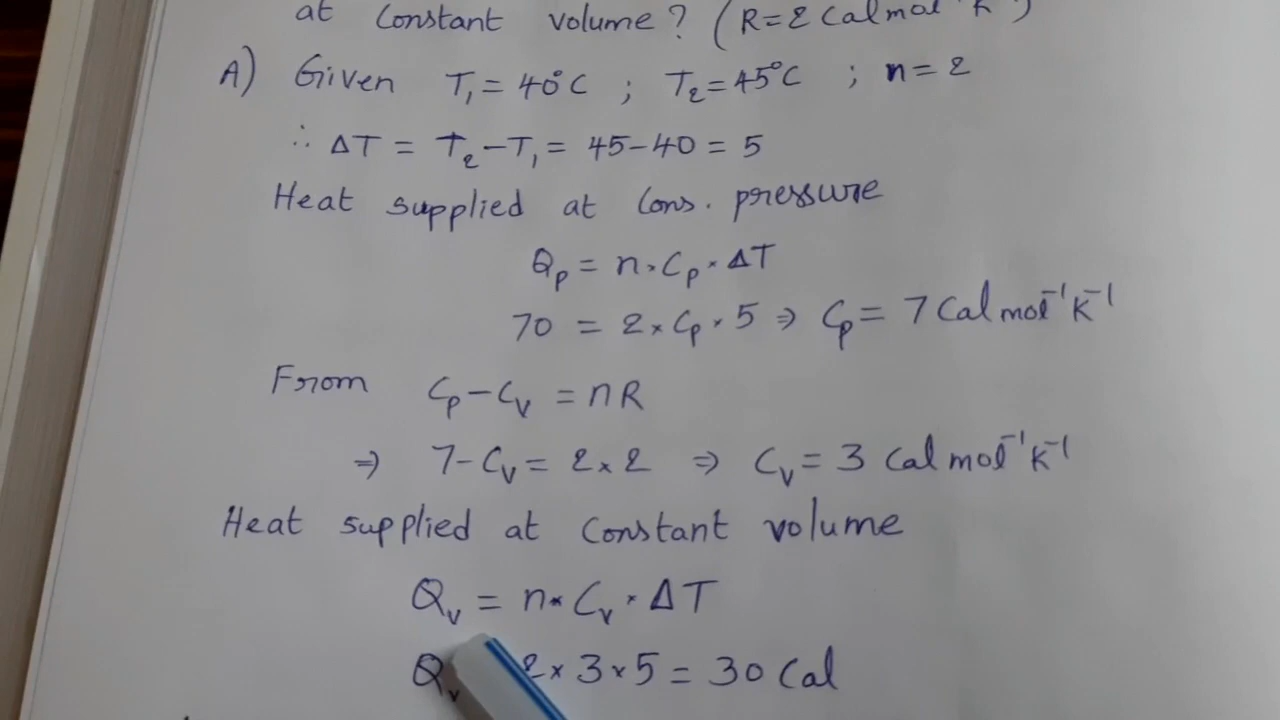 at Constant volume? (R=2 Cal mol⁻¹ K⁻¹)
A) Given T₁ = 40°C ; T₂ = 45°C ; n = 2
∴ ΔT = T₂ − T₁ = 45 − 40 = 5
Heat supplied at Cons. pressure
Qₚ = n × Cₚ × ΔT
70 = 2 × Cₚ × 5 ⇒ Cₚ = 7 Cal mol⁻¹ K⁻¹
From Cₚ − Cᵥ = nR
⇒ 7 − Cᵥ = 2 × 2 ⇒ Cᵥ = 3 Cal mol⁻¹ K⁻¹
Heat supplied at Constant volume
Qᵥ = n × Cᵥ × ΔT
Qᵥ 2 × 3 × 5 = 30 Cal